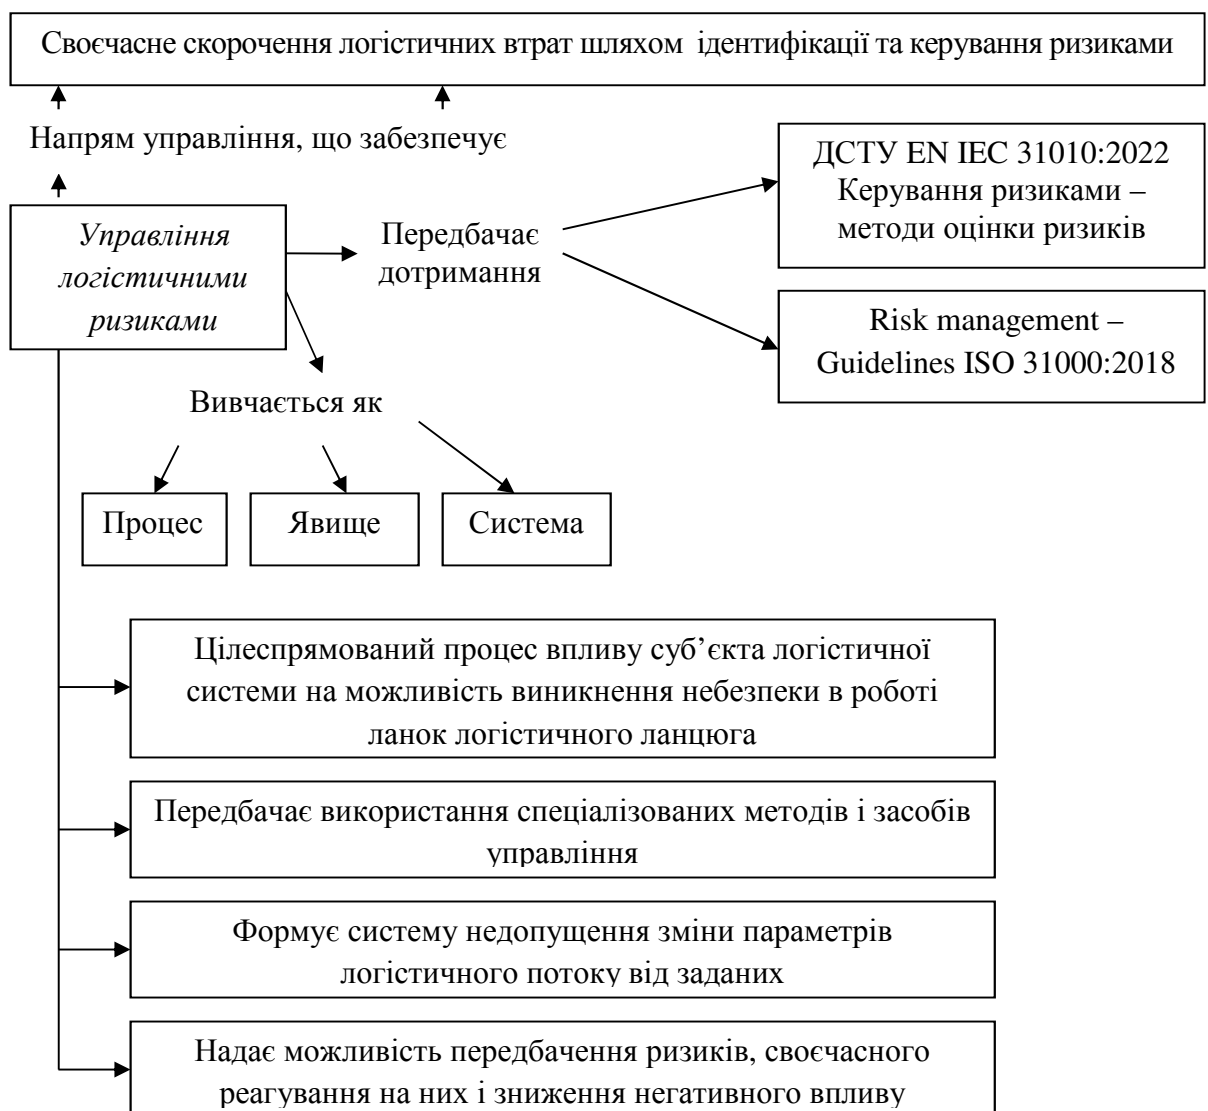 Своєчасне скорочення логістичних втрат шляхом ідентифікації та керування ризиками
Напрям управління, що забезпечує
ДСТУ EN IEC 31010:2022
Керування ризиками –
методи оцінки ризиків
Управління
логістичними
ризиками
Передбачає
дотримання
Risk management –
Guidelines ISO 31000:2018
Вивчається як
Процес
Явище
Система
Цілеспрямований процес впливу суб’єкта логістичної
системи на можливість виникнення небезпеки в роботі
ланок логістичного ланцюга
Передбачає використання спеціалізованих методів і засобів
управління
Формує систему недопущення зміни параметрів
логістичного потоку від заданих
Надає можливість передбачення ризиків, своєчасного
реагування на них і зниження негативного впливу